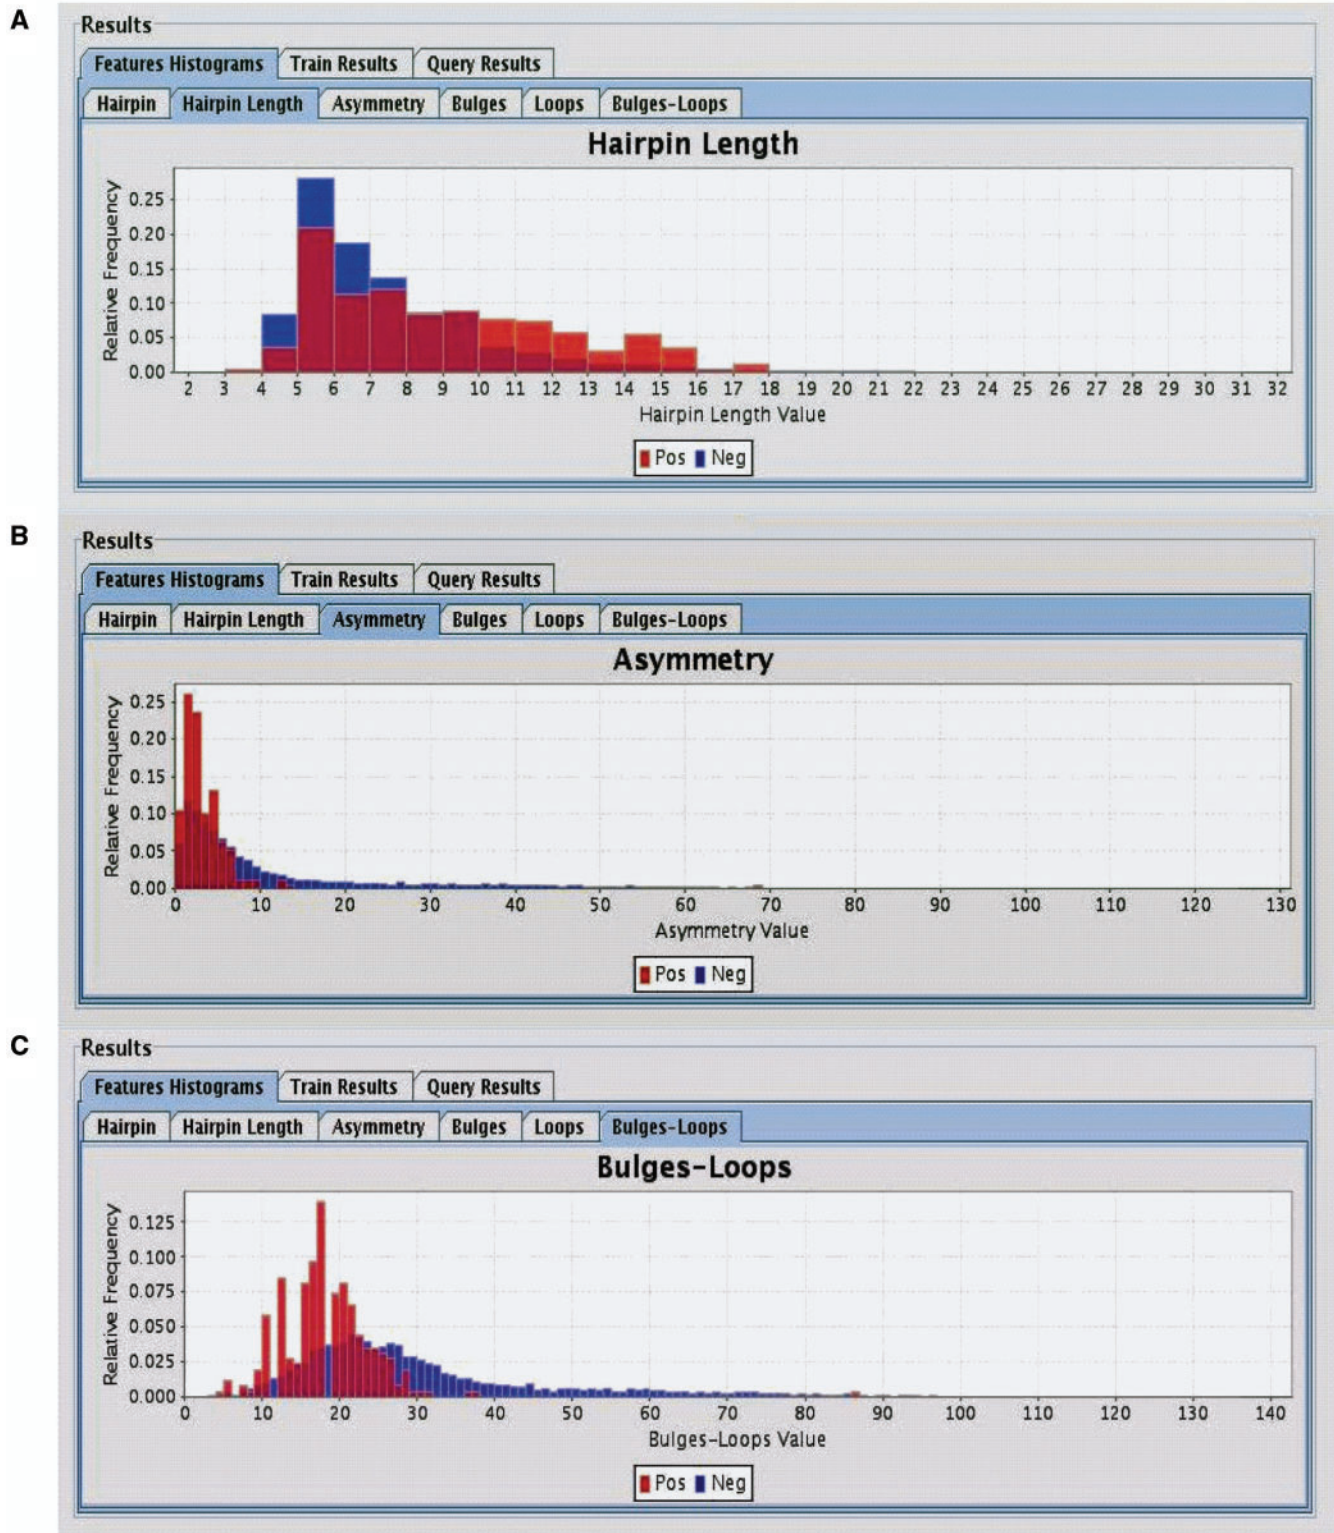 A
Results
Features Histograms Train Results Query Results
Hairpin Hairpin Length Asymmetry Bulges Loops Bulges-Loops
Hairpin Length
Relative Frequency
0.25
0.20
0.15
0.10
0.05
0.00
2 3 4 5 6 7 8 9 10 11 12 13 14 15 16 17 18 19 20 21 22 23 24 25 26 27 28 29 30 31 32
Hairpin Length Value
Pos Neg
B
Results
Features Histograms Train Results Query Results
Hairpin Hairpin Length Asymmetry Bulges Loops Bulges-Loops
Asymmetry
Relative Frequency
0.25
0.20
0.15
0.10
0.05
0.00
0 10 20 30 40 50 60 70 80 90 100 110 120 130
Asymmetry Value
Pos Neg
C
Results
Features Histograms Train Results Query Results
Hairpin Hairpin Length Asymmetry Bulges Loops Bulges-Loops
Bulges-Loops
Relative Frequency
0.125
0.100
0.075
0.050
0.025
0.000
0 10 20 30 40 50 60 70 80 90 100 110 120 130 140
Bulges-Loops Value
Pos Neg